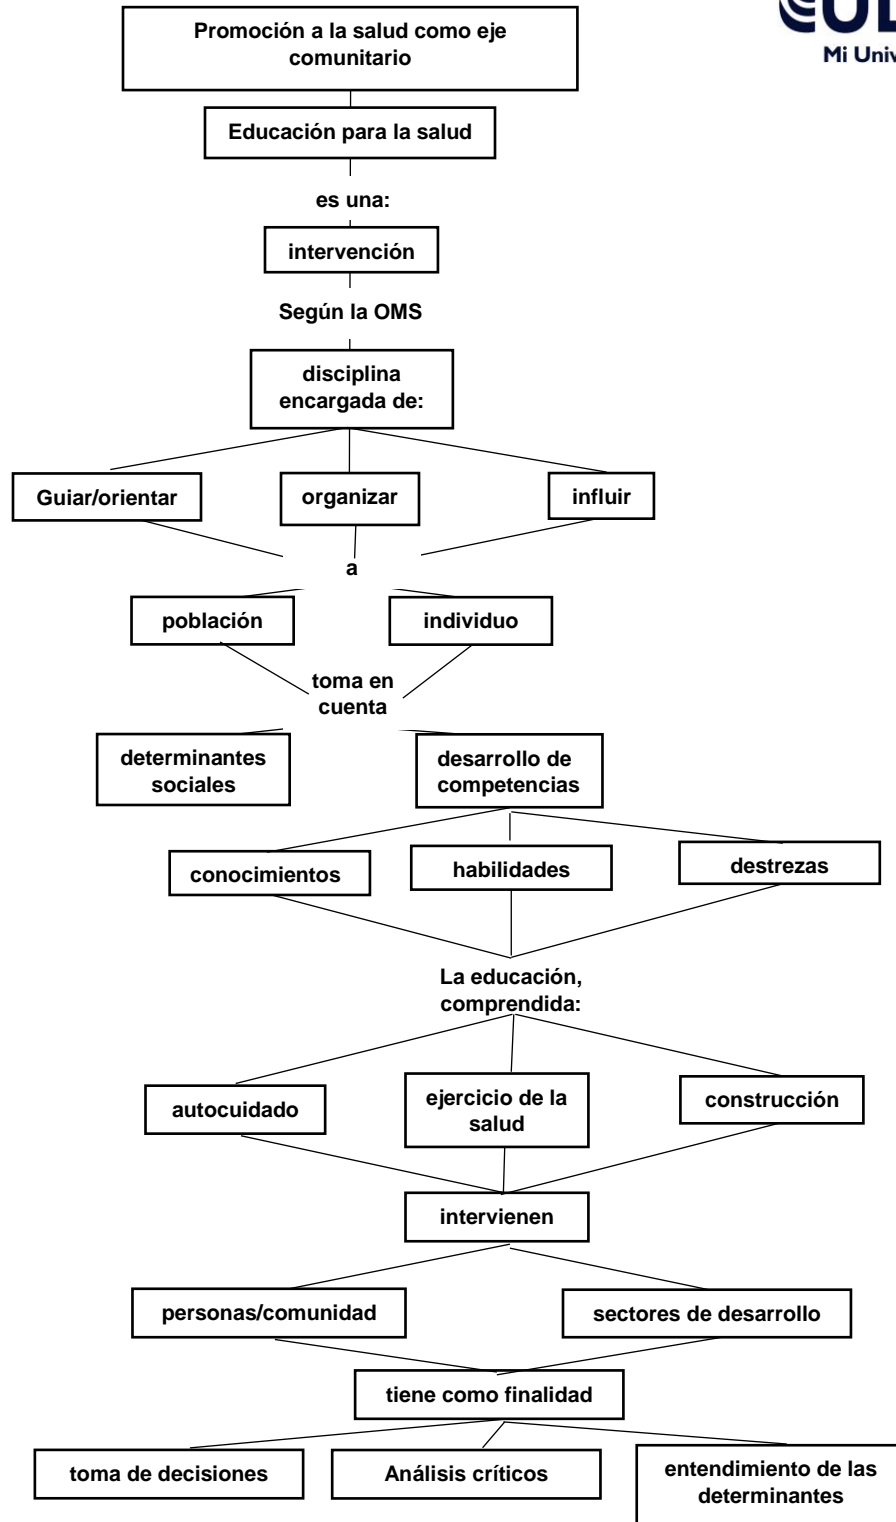 Mi Univ
Promoción a la salud como eje
comunitario
Educación para la salud
es una:
intervención
Según la OMS
disciplina
encargada de:
Guiar/orientar
organizar
influir
a
población
individuo
toma en
cuenta
determinantes
sociales
desarrollo de
competencias
conocimientos
habilidades
destrezas
La educación,
comprendida:
autocuidado
ejercicio de la
salud
construcción
intervienen
personas/comunidad
sectores de desarrollo
tiene como finalidad
toma de decisiones
Análisis críticos
entendimiento de las
determinantes